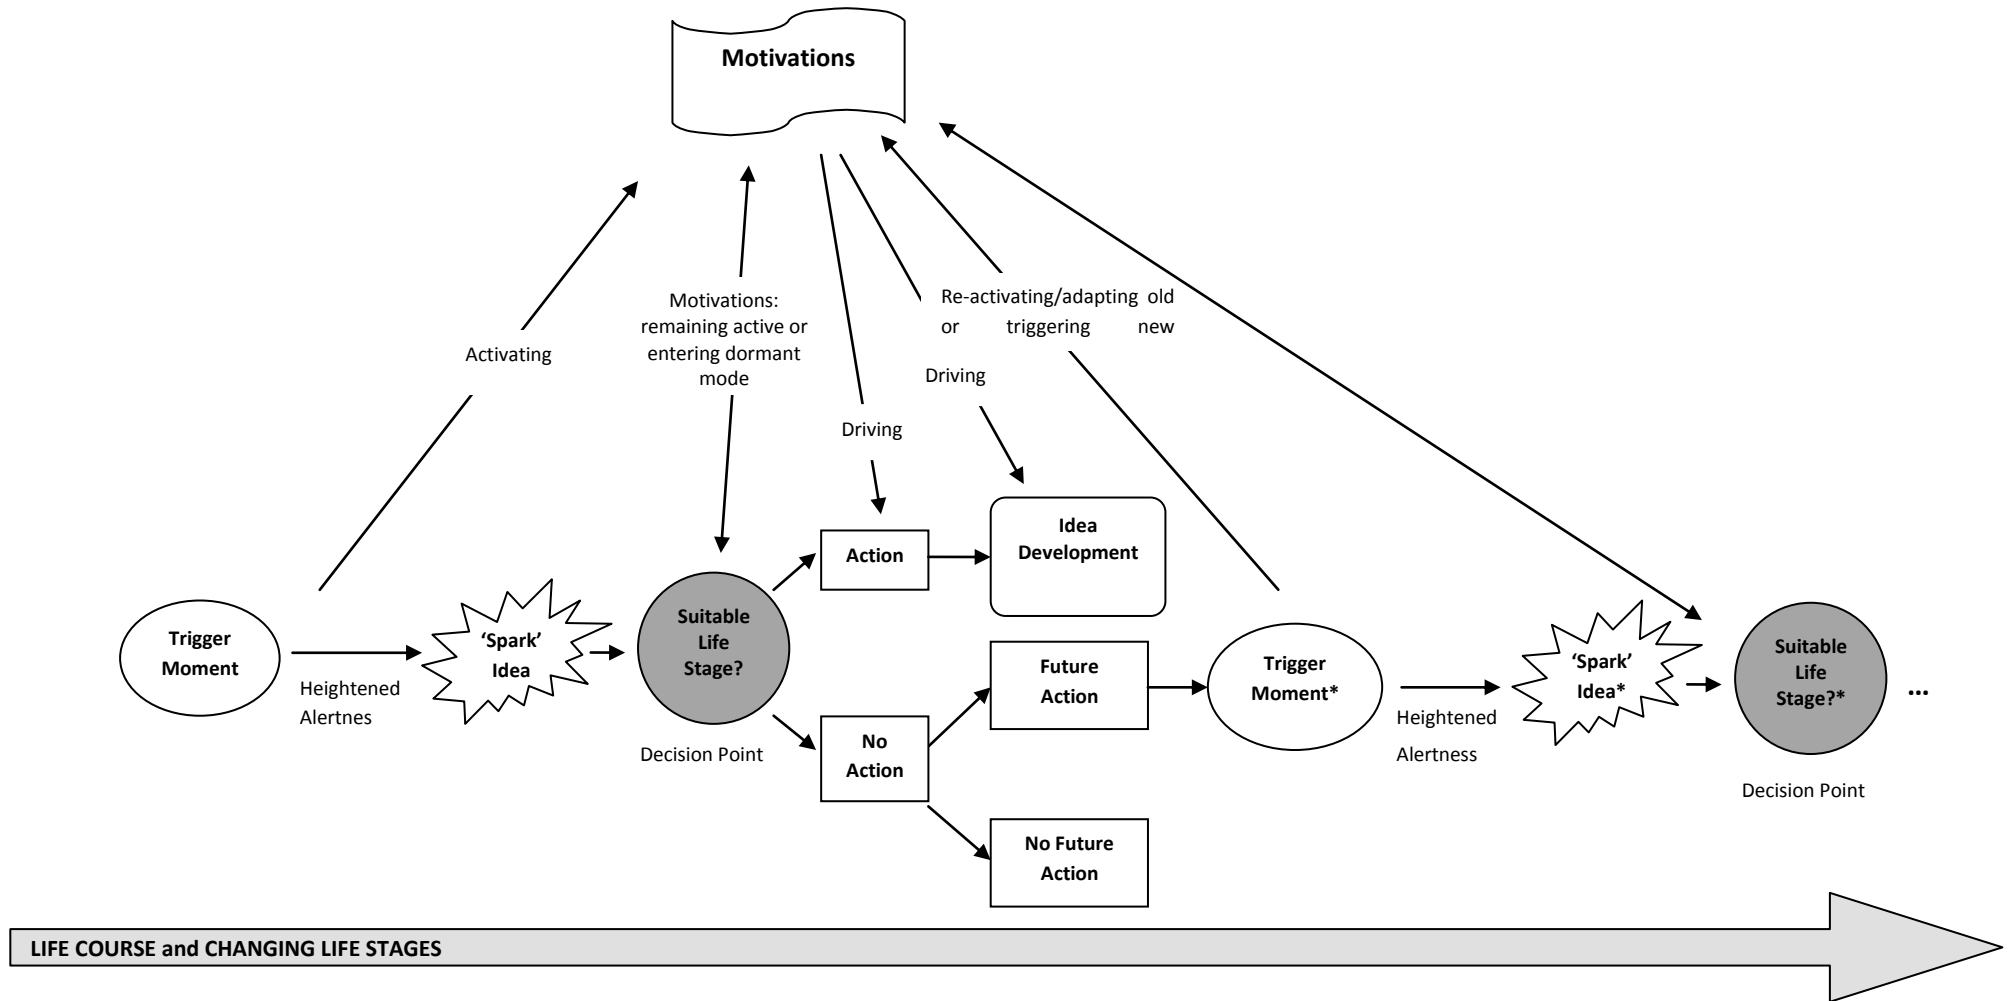 Motivations
Activating
Motivations:
remaining active or
entering dormant
mode
Re-activating/adapting old
or triggering new
Driving
Driving
Trigger
Moment
Heightened
Alertnes
‘Spark’
Idea
Suitable
Life
Stage?
Decision Point
Action
Idea
Development
No
Action
Future
Action
No Future
Action
Trigger
Moment*
Heightened
Alertness
‘Spark’
Idea*
Suitable
Life
Stage?*
Decision Point
...
LIFE COURSE and CHANGING LIFE STAGES